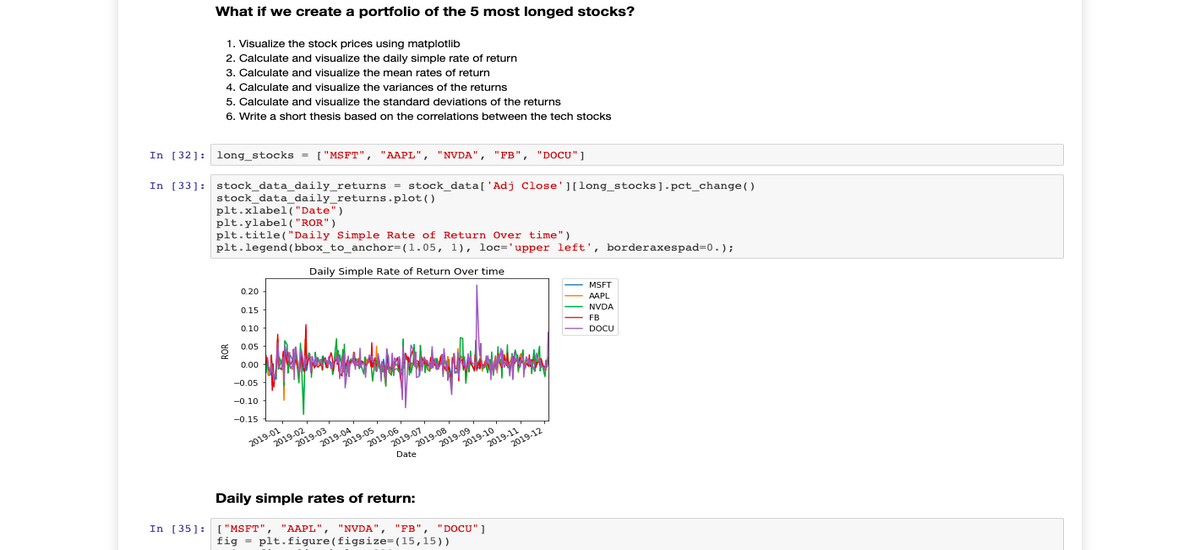 What if we create a portfolio of the 5 most longed stocks?
1. Visualize the stock prices using matplotlib
2. Calculate and visualize the daily simple rate of return
3. Calculate and visualize the mean rates of return
4. Calculate and visualize the variances of the returns
5. Calculate and visualize the standard deviations of the returns
6. Write a short thesis based on the correlations between the tech stocks
In [32]: long_stocks = ["MSFT", "AAPL", "NVDA", "FB", "DOCU"]
In [33]: stock_data_daily_returns = stock_data['Adj Close'][long_stocks].pct_change()
stock_data_daily_returns.plot()
plt.xlabel("Date")
plt.ylabel("ROR")
plt.title("Daily Simple Rate of Return Over time")
plt.legend(bbox_to_anchor=(1.05, 1), loc='upper left', borderaxespad=0.);
Daily Simple Rate of Return Over time
MSFT
AAPL
NVDA
FB
DOCU
0.20
0.15
0.10
0.05
0.00
−0.05
−0.10
−0.15
ROR
2019-01 2019-02 2019-03 2019-04 2019-05 2019-06 2019-07 2019-08 2019-09 2019-10 2019-11 2019-12
Date
Daily simple rates of return:
In [35]: ["MSFT", "AAPL", "NVDA", "FB", "DOCU"]
fig = plt.figure(figsize=(15,15))